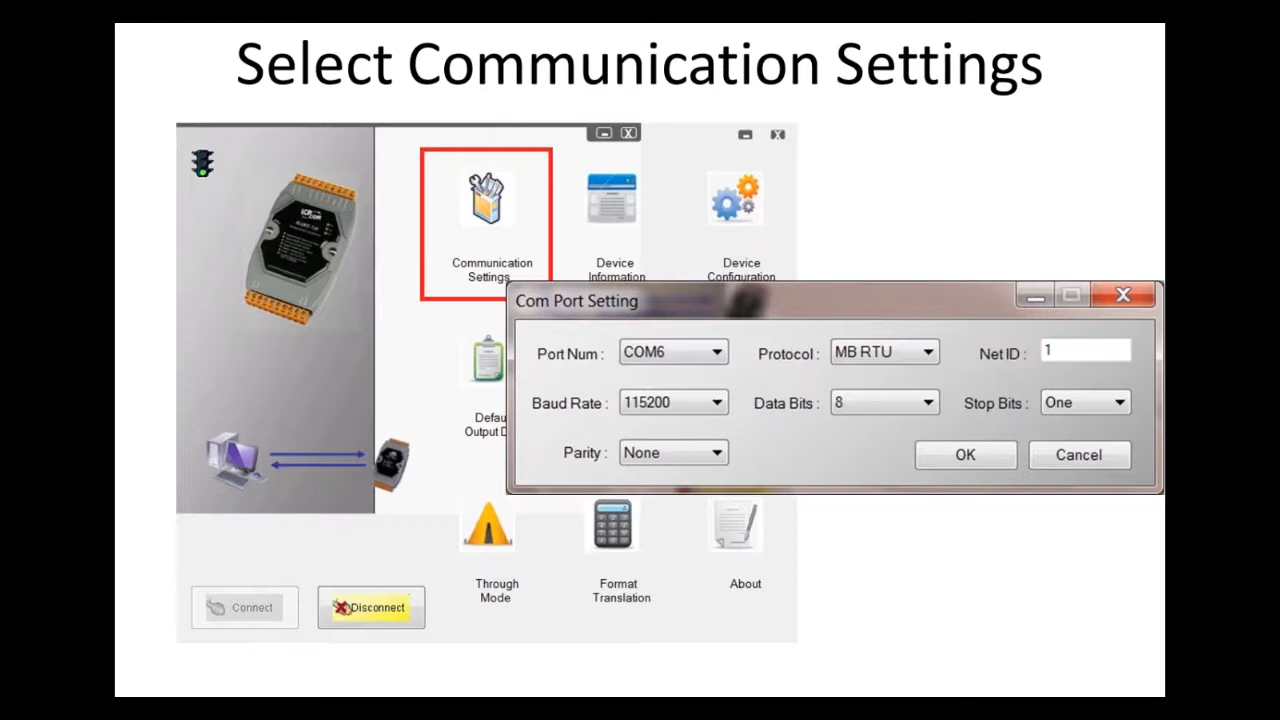 Select Communication Settings
Communication
Settings
Device
Information
Device
Configuration
Com Port Setting
Port Num :
COM6
Protocol :
MB RTU
Net ID :
1
Baud Rate :
115200
Data Bits :
8
Stop Bits :
One
Parity :
None
OK
Cancel
Defau
Output D
Through
Mode
Format
Translation
About
Connect
Disconnect